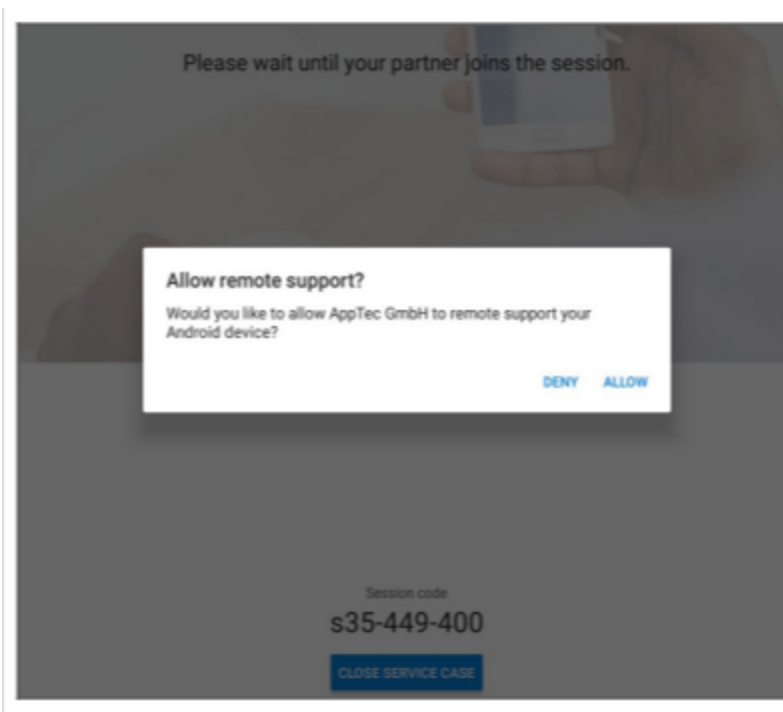 Please wait until your partner joins the session.
Allow remote support?
Would you like to allow AppTec GmbH to remote support your
Android device?
DENY ALLOW
Session code
s35-449-400
CLOSE SERVICE CASE